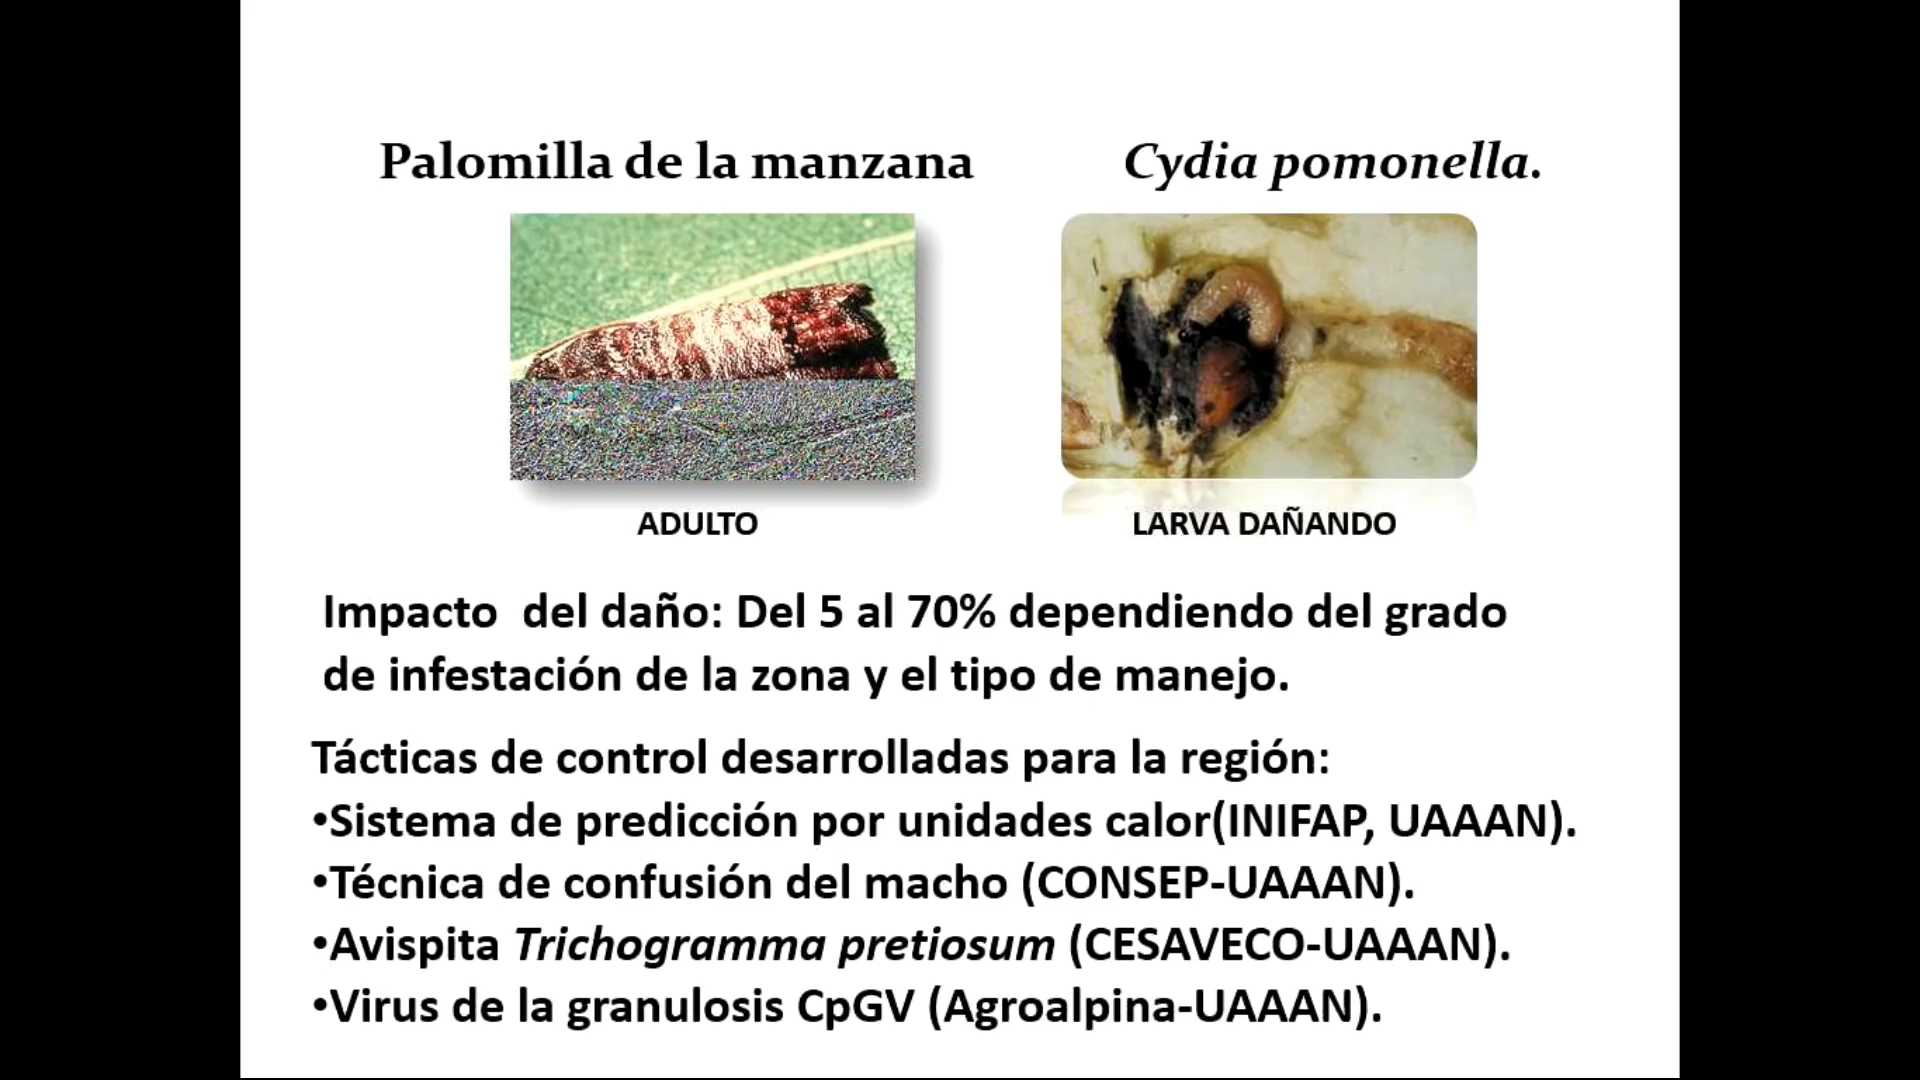 Palomilla de la manzana Cydia pomonella.
ADULTO
LARVA DAÑANDO
Impacto  del daño: Del 5 al 70% dependiendo del grado
de infestación de la zona y el tipo de manejo.
Tácticas de control desarrolladas para la región:
•Sistema de predicción por unidades calor(INIFAP, UAAAN).
•Técnica de confusión del macho (CONSEP-UAAAN).
•Avispita Trichogramma pretiosum (CESAVECO-UAAAN).
•Virus de la granulosis CpGV (Agroalpina-UAAAN).